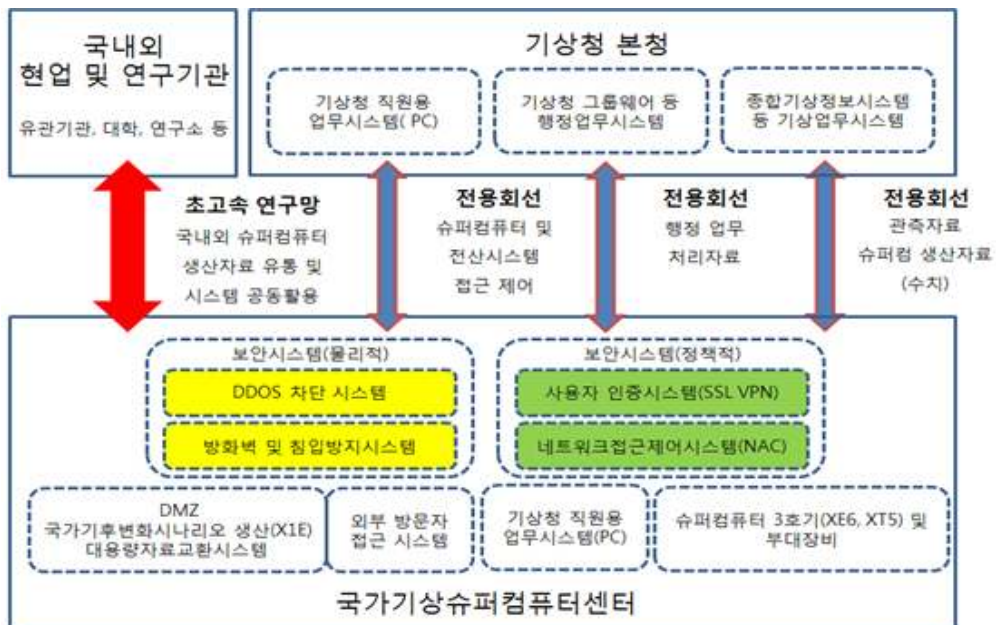 국내외
현업 및 연구기관
유관기관, 대학, 연구소 등
기상청 본청
기상청 직원용
업무시스템( PC)
기상청 그룹웨어 등
행정업무시스템
종합기상정보시스템
등 기상업무시스템
초고속 연구망
국내외 슈퍼컴퓨터
생산자료 유통 및
시스템 공동활용
전용회선
슈퍼컴퓨터 및
전산시스템
접근 제어
전용회선
행정 업무
처리자료
전용회선
관측자료
슈퍼컴 생산자료
(수치)
보안시스템(물리적)
DDOS 차단 시스템
방화벽 및 침입방지시스템
보안시스템(정책적)
사용자 인증시스템(SSL VPN)
네트워크접근제어시스템(NAC)
DMZ
국가기후변화시나리오 생산(X1E)
대용량자료교환시스템
외부 방문자
접근 시스템
기상청 직원용
업무시스템(PC)
슈퍼컴퓨터 3호기(XE6, XT5) 및
부대장비
국가기상슈퍼컴퓨터센터